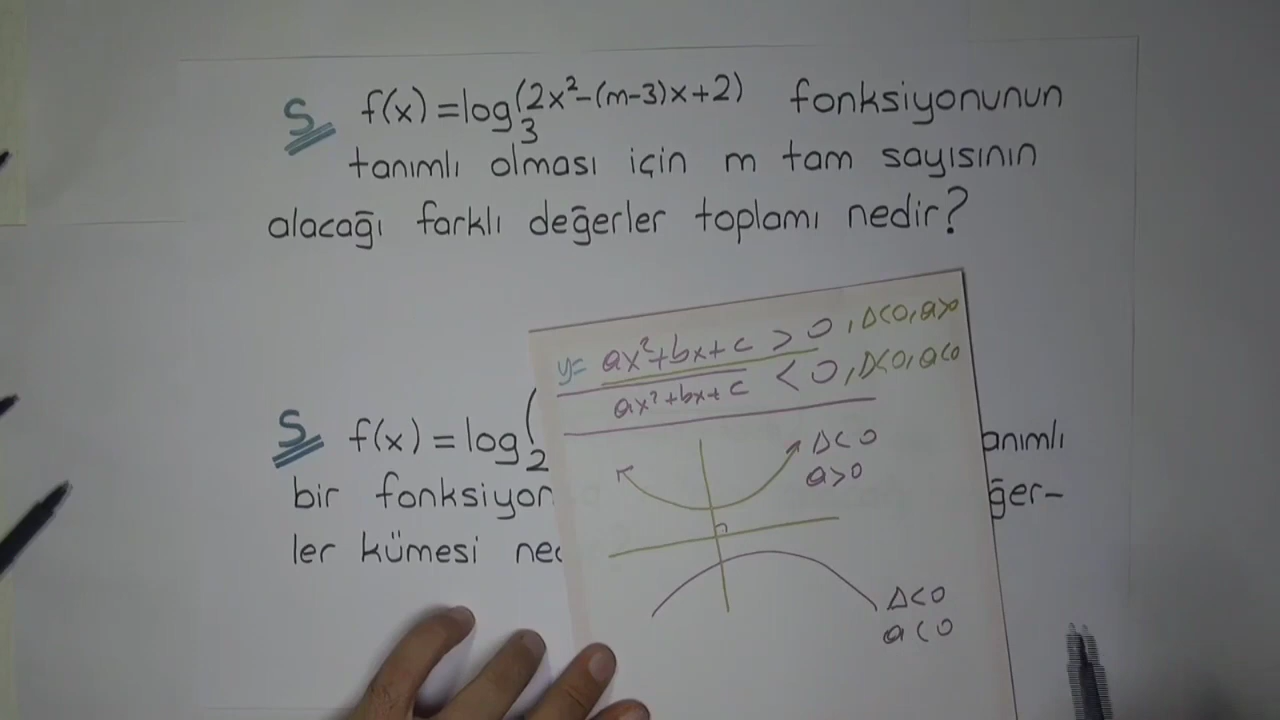 S f(x) = log₃(2x²-(m-3)x+2) fonksiyonunun
tanımlı olması için m tam sayısının
alacağı farklı değerler toplamı nedir?
y= ax²+bx+c > 0, Δ<0, a>0
ax²+bx+c < 0, Δ<0, a<0
Δ<0
a>0
Δ<0
a<0
S f(x) = log₂( anımlı
bir fonksiyon ğer-
ler kümesi ned